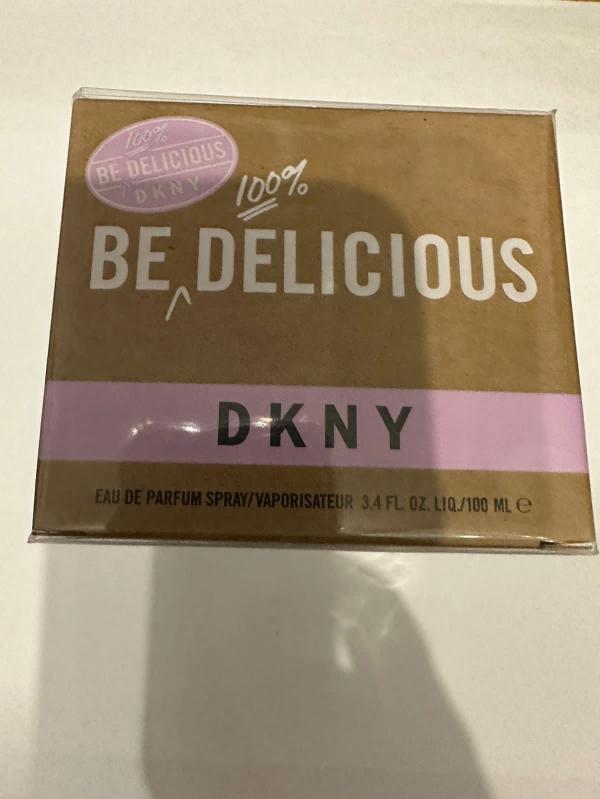 100%
BE DELICIOUS
DKNY
100%
BE DELICIOUS
DKNY
EAU DE PARFUM SPRAY/VAPORISATEUR 3.4 FL. OZ. LIQ./100 ML ℮